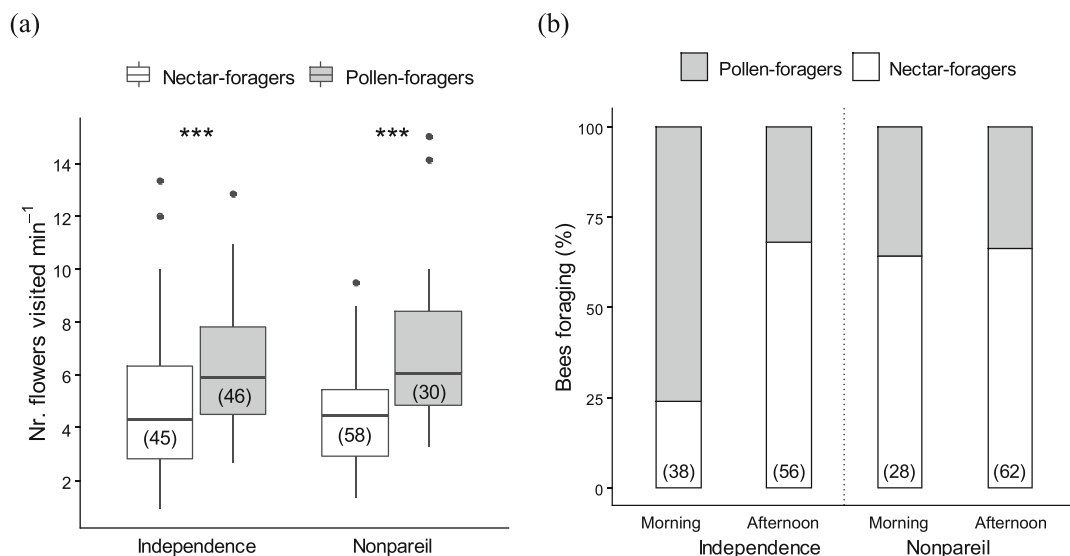 (a)
Nectar-foragers Pollen-foragers
*** ***
Nr. flowers visited min⁻¹
14
12
10
8
6
4
2
(45) (46) (58) (30)
Independence Nonpareil
(b)
Pollen-foragers Nectar-foragers
Bees foraging (%)
100
75
50
25
0
(38) (56) (28) (62)
Morning Afternoon Morning Afternoon
Independence Nonpareil